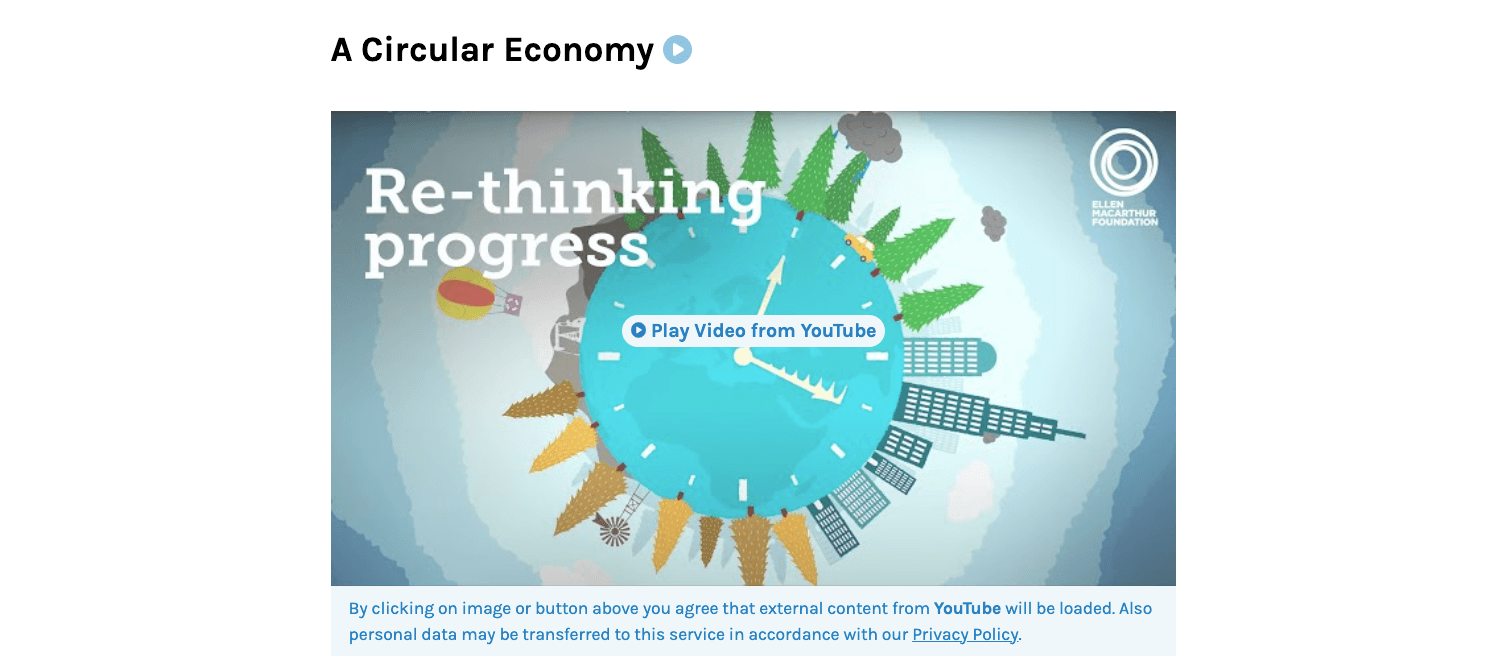 A Circular Economy
Re-thinking
progress
ELLEN
MACARTHUR
FOUNDATION
Play Video from YouTube
By clicking on image or button above you agree that external content from YouTube will be loaded. Also
personal data may be transferred to this service in accordance with our Privacy Policy.